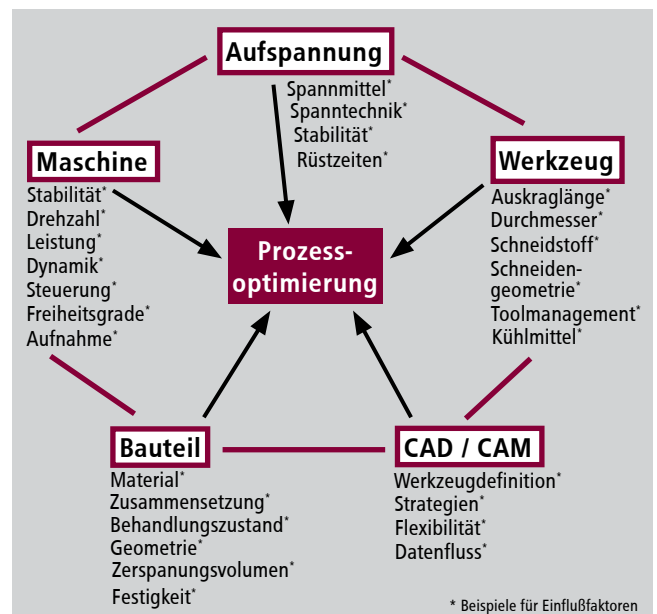 Aufspannung
Spannmittel*
Spanntechnik*
Stabilität*
Rüstzeiten*
Maschine
Stabilität*
Drehzahl*
Leistung*
Dynamik*
Steuerung*
Freiheitsgrade*
Aufnahme*
Werkzeug
Auskraglänge*
Durchmesser*
Schneidstoff*
Schneiden-
geometrie*
Toolmanagement*
Kühlmittel*
Prozess-
optimierung
Bauteil
Material*
Zusammensetzung*
Behandlungszustand*
Geometrie*
Zerspanungsvolumen*
Festigkeit*
CAD / CAM
Werkzeugdefinition*
Strategien*
Flexibilität*
Datenfluss*
* Beispiele für Einflußfaktoren